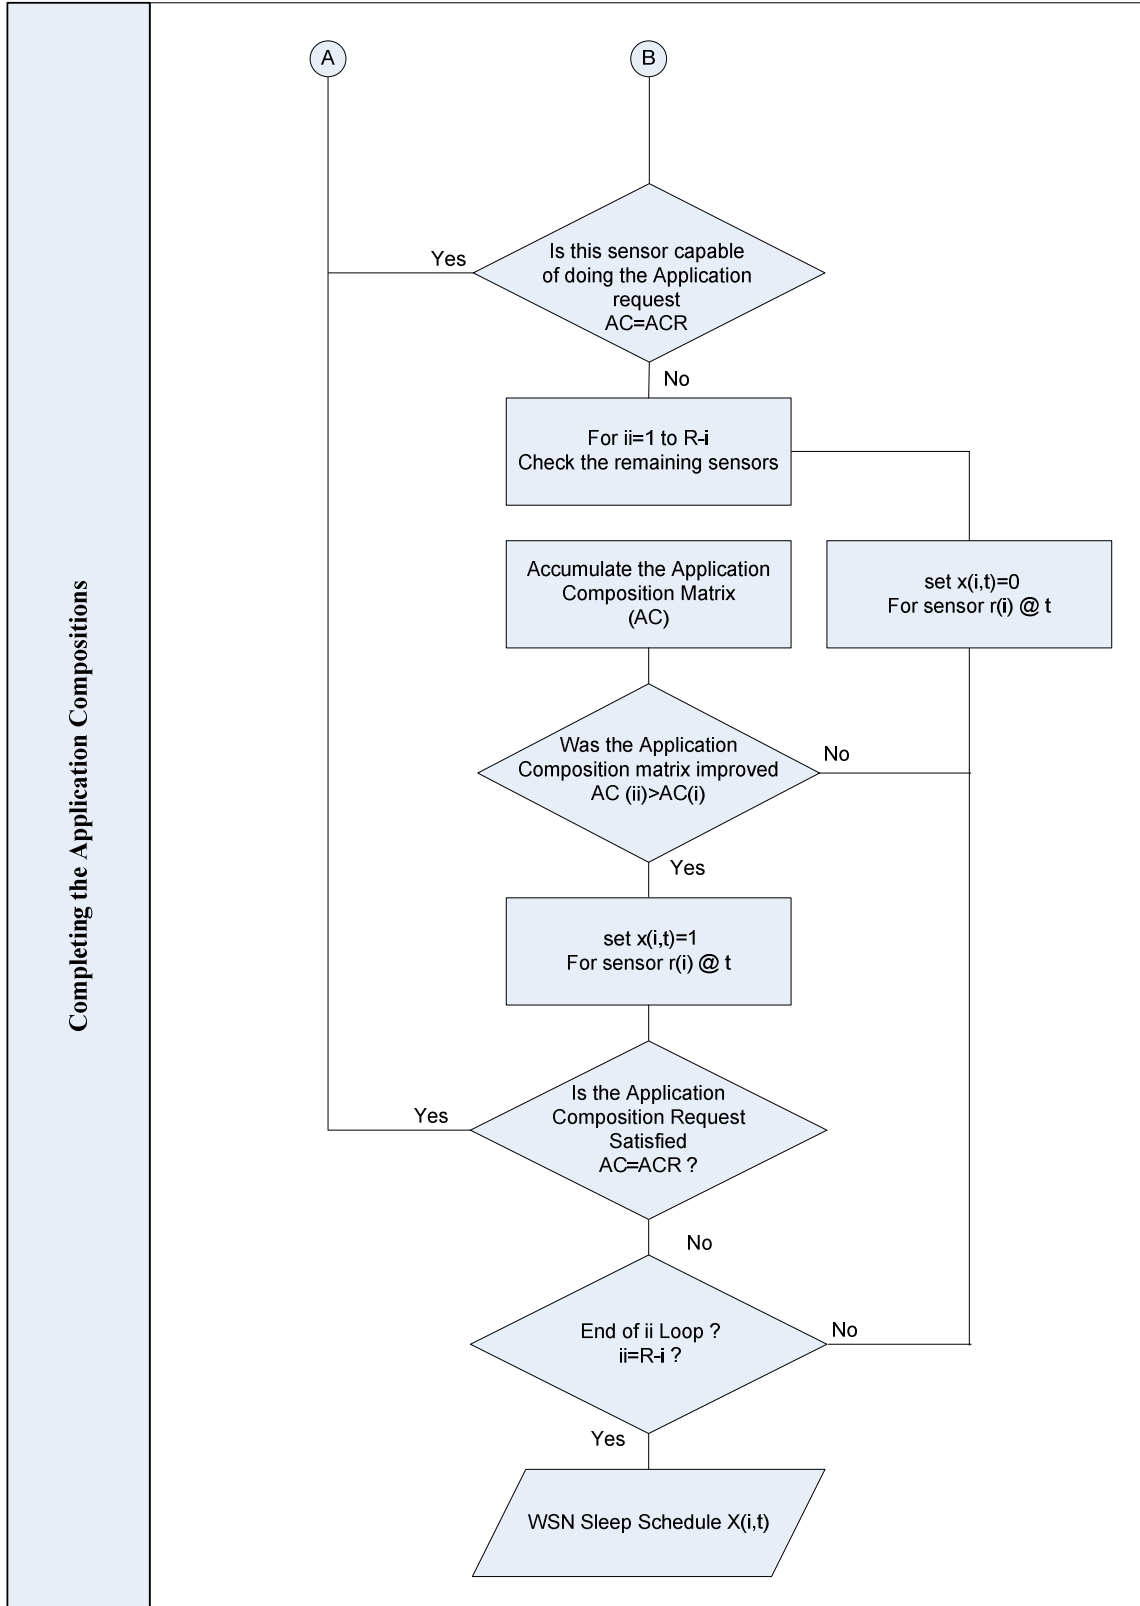 Completing the Application Compositions
A
B
Is this sensor capable
of doing the Application
request
AC=ACR
Yes
No
For ii=1 to R-i
Check the remaining sensors
Accumulate the Application
Composition Matrix
(AC)
set x(i,t)=0
For sensor r(i) @ t
Was the Application
Composition matrix improved
AC (ii)>AC(i)
No
Yes
set x(i,t)=1
For sensor r(i) @ t
Is the Application
Composition Request
Satisfied
AC=ACR ?
Yes
No
End of ii Loop ?
ii=R-i ?
No
Yes
WSN Sleep Schedule X(i,t)